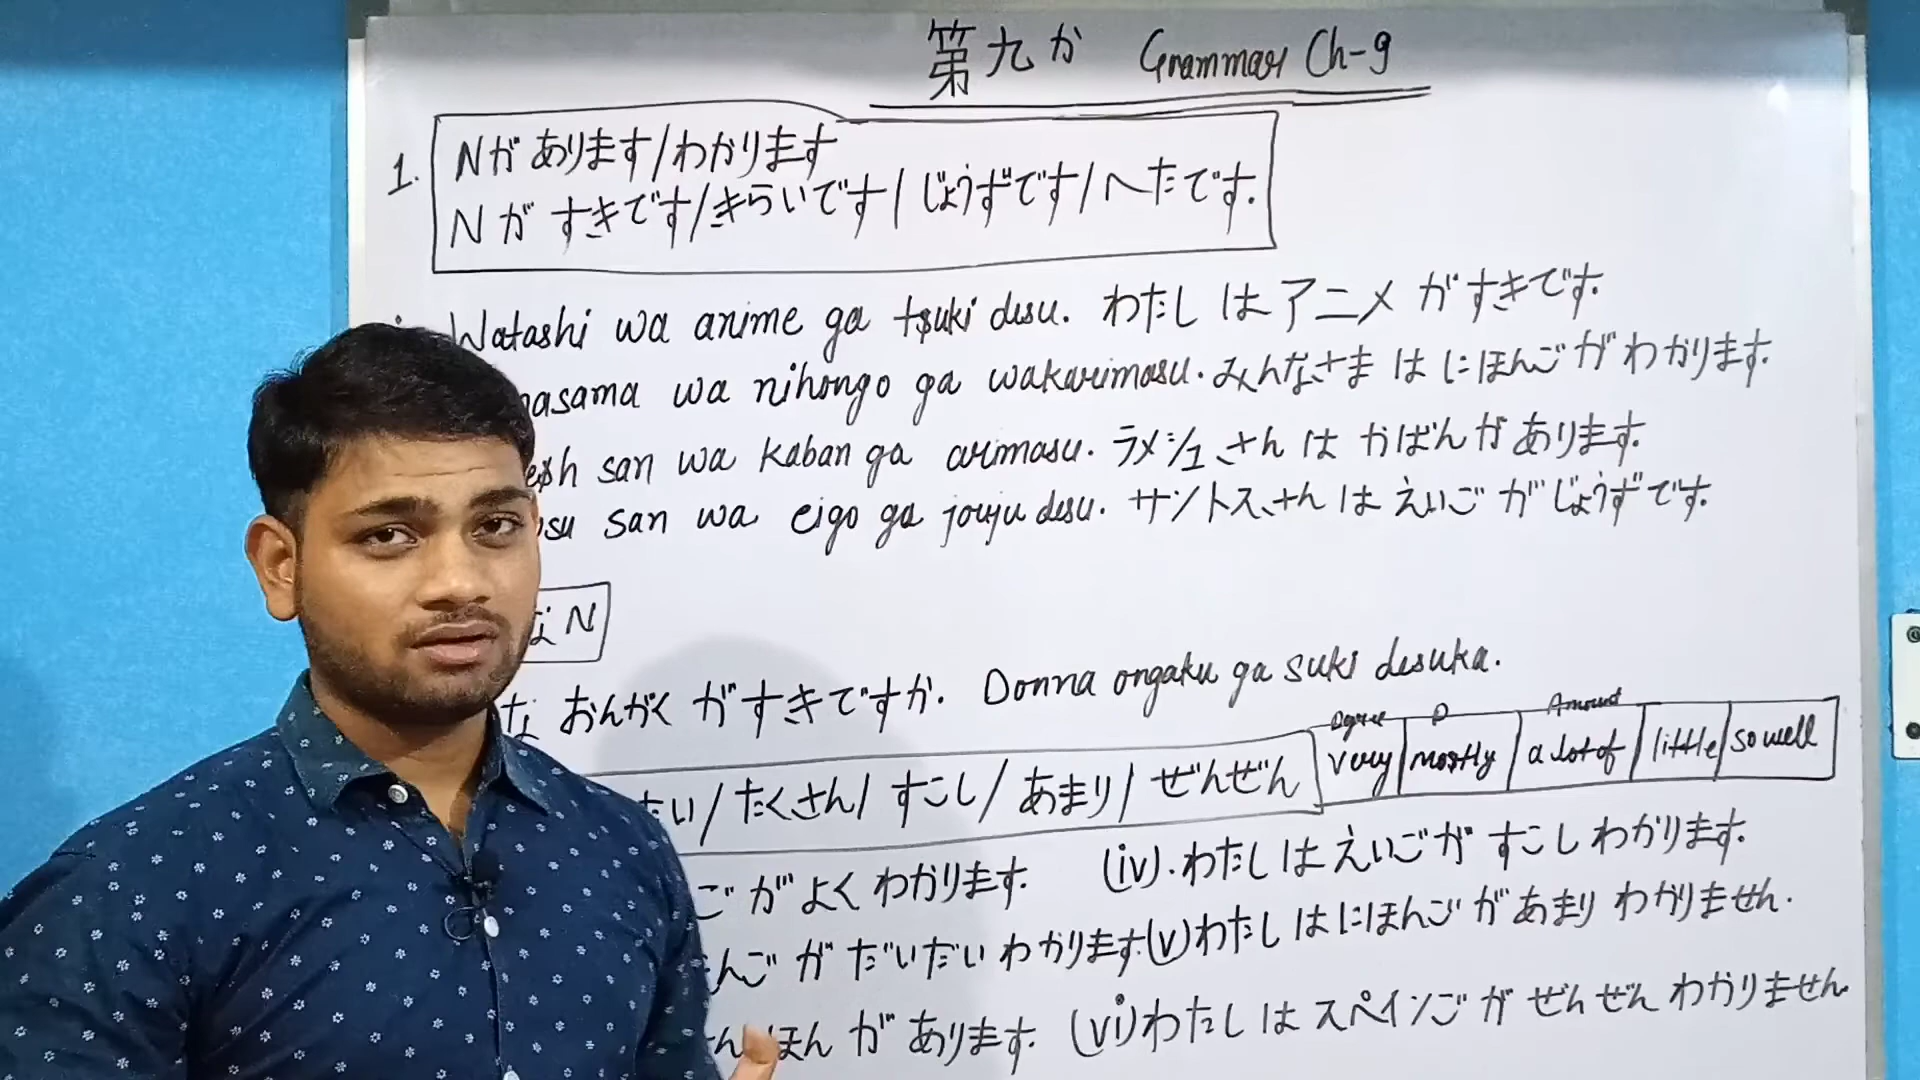 第九か Grammar Ch-9
1. Nがあります/わかります
Nがすきです/きらいです/じょうずです/へたです.
Watashi wa anime ga tsuki desu. わたしはアニメがすきです.
nasama wa nihongo ga wakarimasu. みんなさまはにほんごがわかります.
esh san wa kaban ga arimasu. ラメシュさんはかばんがあります.
su san wa eigo ga jouju desu. サントスさんはえいごがじょうずです.
なN
なおんがくがすきですか. Donna ongaku ga suki desuka.
Degree D Amount
たい/たくさん/すこし/あまり/ぜんぜん very mostly a lot of little so well
ごがよくわかります. (iv).わたしはえいごがすこしわかります.
んごがだいだいわかります. (v)わたしはにほんごがあまりわかりません.
んほんがあります. (vi)わたしはスペインごがぜんぜんわかりません.